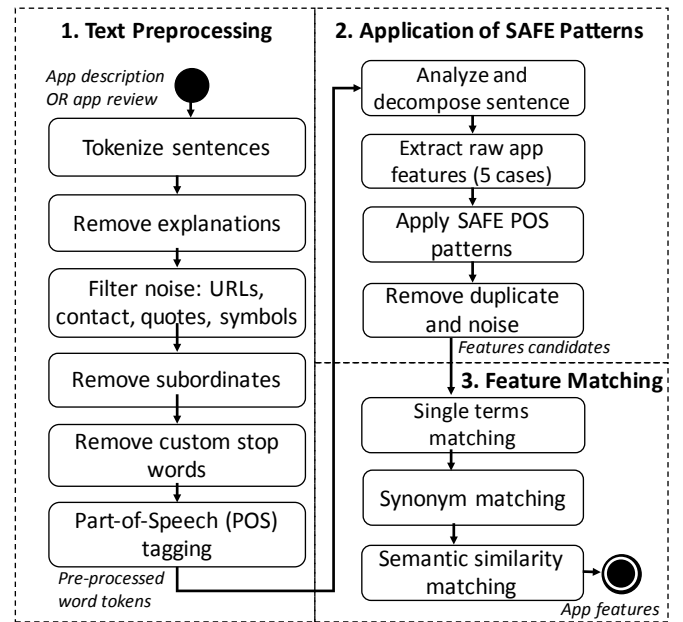 1. Text Preprocessing
App description
OR app review
Tokenize sentences
Remove explanations
Filter noise: URLs,
contact, quotes, symbols
Remove subordinates
Remove custom stop
words
Part-of-Speech (POS)
tagging
Pre-processed
word tokens
2. Application of SAFE Patterns
Analyze and
decompose sentence
Extract raw app
features (5 cases)
Apply SAFE POS
patterns
Remove duplicate
and noise
Features candidates
3. Feature Matching
Single terms
matching
Synonym matching
Semantic similarity
matching
App features